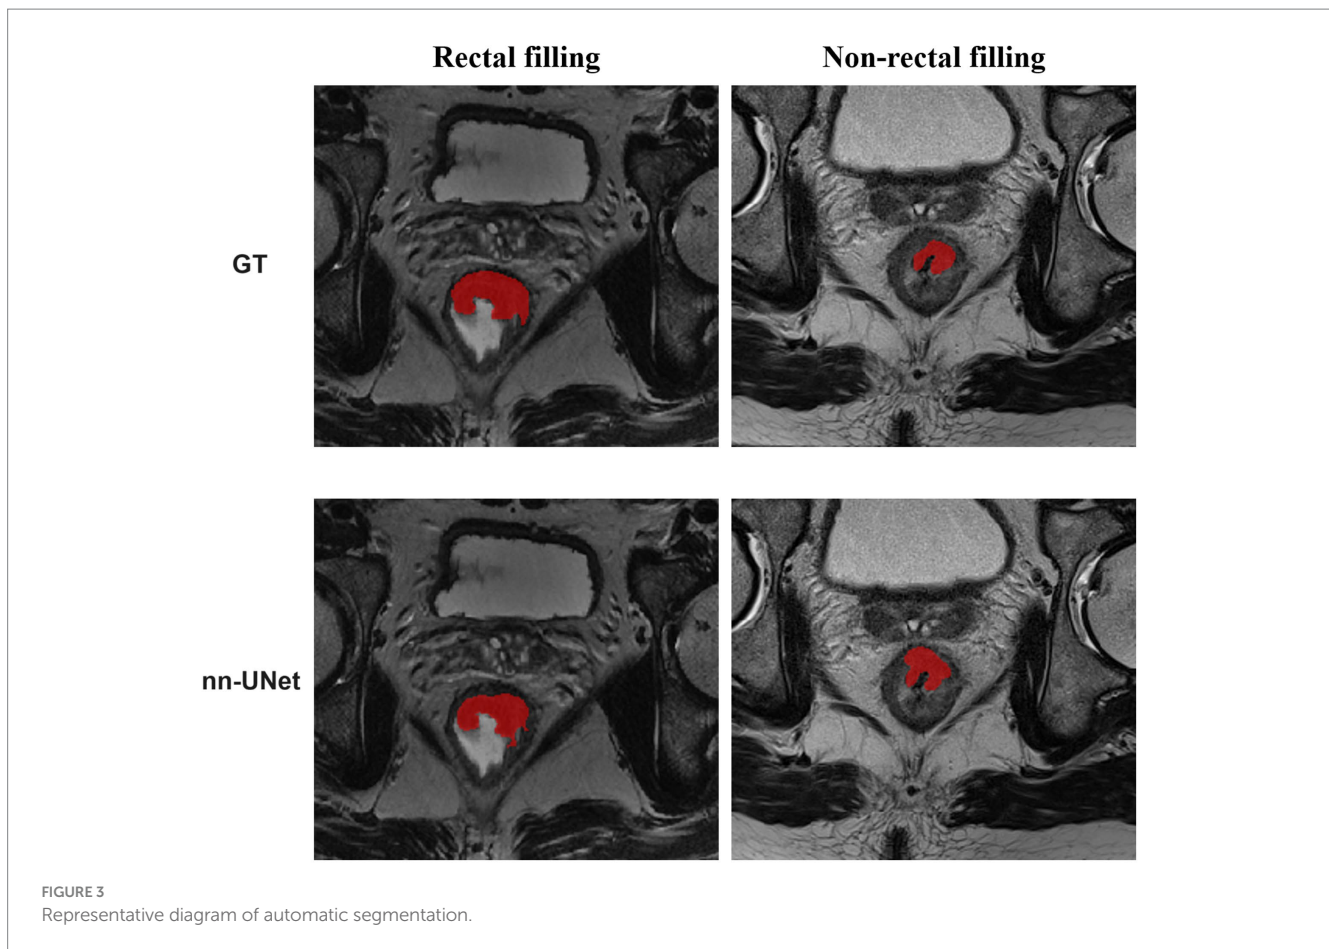 Rectal filling
Non-rectal filling
GT
nn-UNet
FIGURE 3
Representative diagram of automatic segmentation.